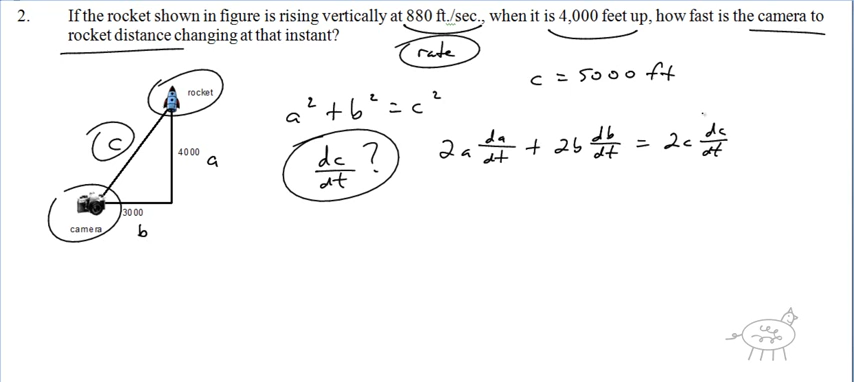 2. If the rocket shown in figure is rising vertically at 880 ft./sec., when it is 4,000 feet up, how fast is the camera to
rocket distance changing at that instant?
rate
c = 5000 ft
rocket
a² + b² = c²
c
4000
a
dc/dt ?
2a da/dt + 2b db/dt = 2c dc/dt
3000
camera
b